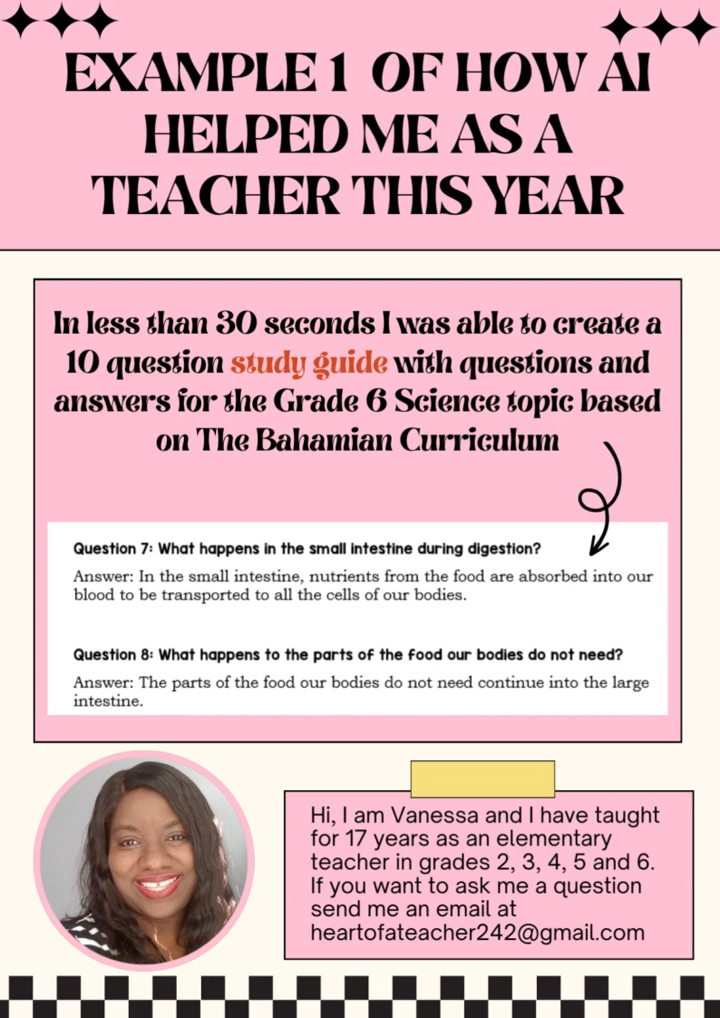 EXAMPLE 1 OF HOW AI
HELPED ME AS A
TEACHER THIS YEAR
In less than 30 seconds I was able to create a
10 question study guide with questions and
answers for the Grade 6 Science topic based
on The Bahamian Curriculum
Question 7: What happens in the small intestine during digestion?
Answer: In the small intestine, nutrients from the food are absorbed into our
blood to be transported to all the cells of our bodies.
Question 8: What happens to the parts of the food our bodies do not need?
Answer: The parts of the food our bodies do not need continue into the large
intestine.
Hi, I am Vanessa and I have taught
for 17 years as an elementary
teacher in grades 2, 3, 4, 5 and 6.
If you want to ask me a question
send me an email at
heartofateacher242@gmail.com